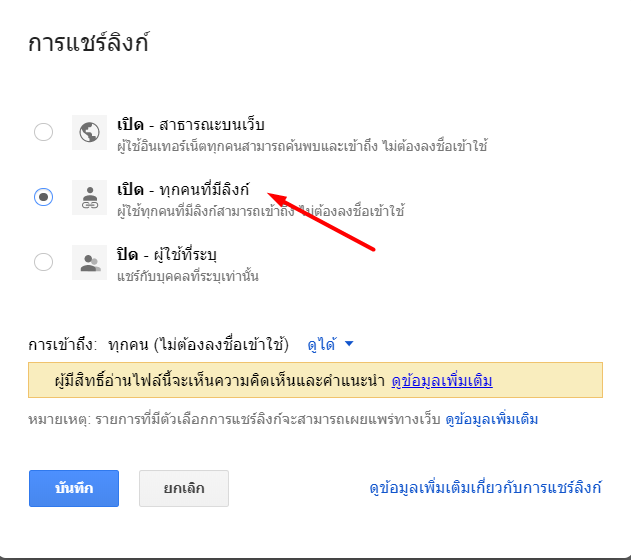 การแชร์ลิงก์
เปิด - สาธารณะบนเว็บ
ผู้ใช้อินเทอร์เน็ตทุกคนสามารถค้นพบและเข้าถึง ไม่ต้องลงชื่อเข้าใช้
เปิด - ทุกคนที่มีลิงก์
ผู้ใช้ทุกคนที่มีลิงก์สามารถเข้าถึง ไม่ต้องลงชื่อเข้าใช้
ปิด - ผู้ใช้ที่ระบุ
แชร์กับบุคคลที่ระบุเท่านั้น
การเข้าถึง: ทุกคน (ไม่ต้องลงชื่อเข้าใช้) ดูได้
ผู้มีสิทธิ์อ่านไฟล์นี้จะเห็นความคิดเห็นและคำแนะนำ ดูข้อมูลเพิ่มเติม
หมายเหตุ: รายการที่มีตัวเลือกการแชร์ลิงก์จะสามารถเผยแพร่ทางเว็บ ดูข้อมูลเพิ่มเติม
บันทึก ยกเลิก ดูข้อมูลเพิ่มเติมเกี่ยวกับการแชร์ลิงก์